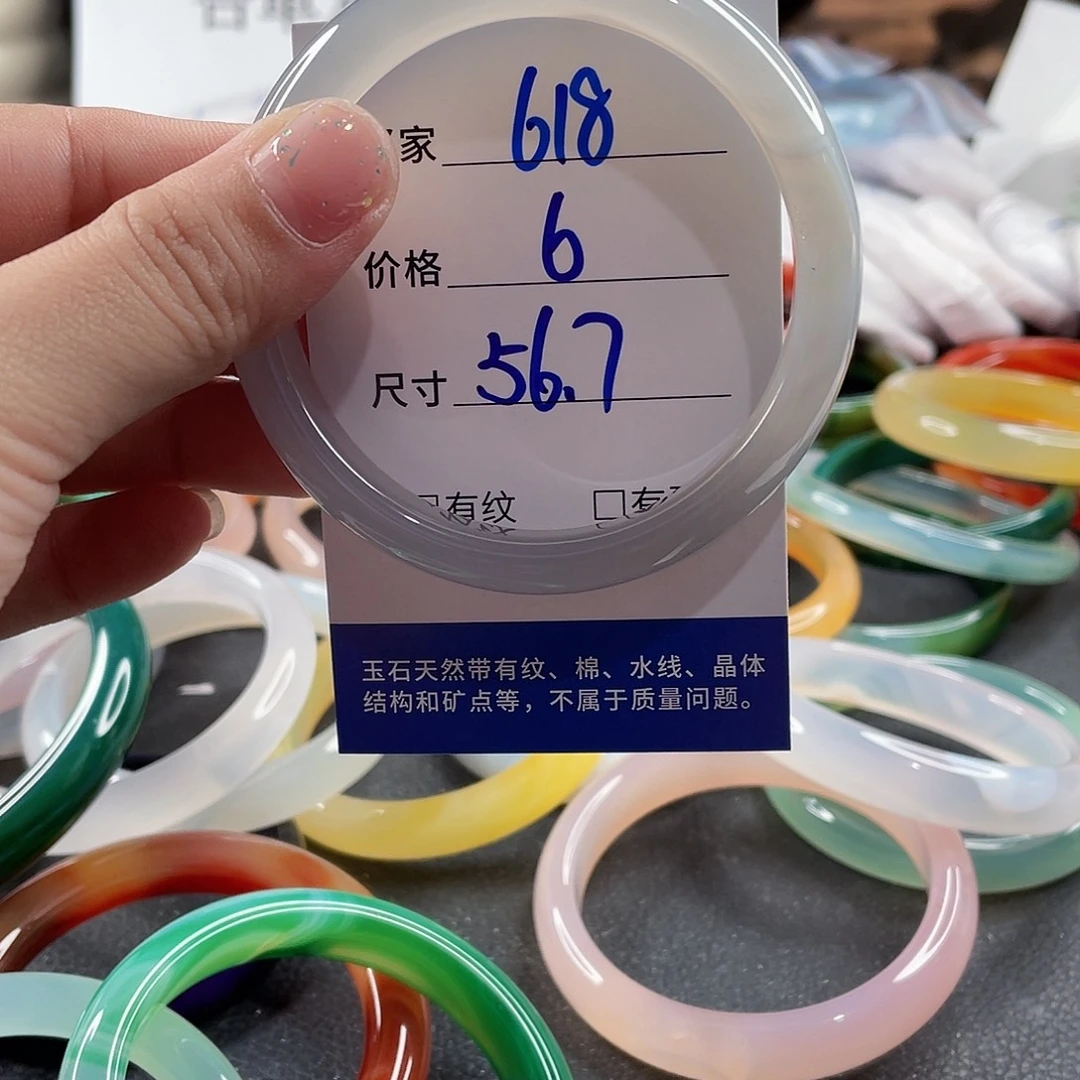 家 618
价格 6
尺寸 56.7
有纹 有
玉石天然带有纹、棉、水线、晶体
结构和矿点等，不属于质量问题。